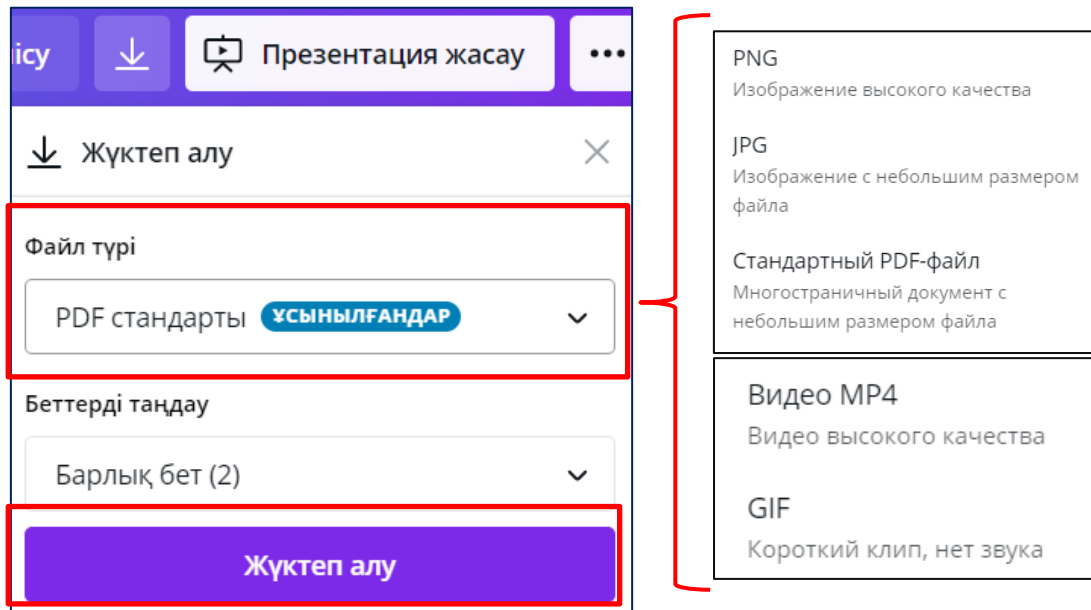 Презентация жасау
Жүктеп алу
Файл түрі
PDF стандарты ҰСЫНЫЛҒАНДАР
Беттерді таңдау
Барлық бет (2)
Жүктеп алу
PNG
Изображение высокого качества
JPG
Изображение с небольшим размером
файла
Стандартный PDF-файл
Многостраничный документ с
небольшим размером файла
Видео MP4
Видео высокого качества
GIF
Короткий клип, нет звука